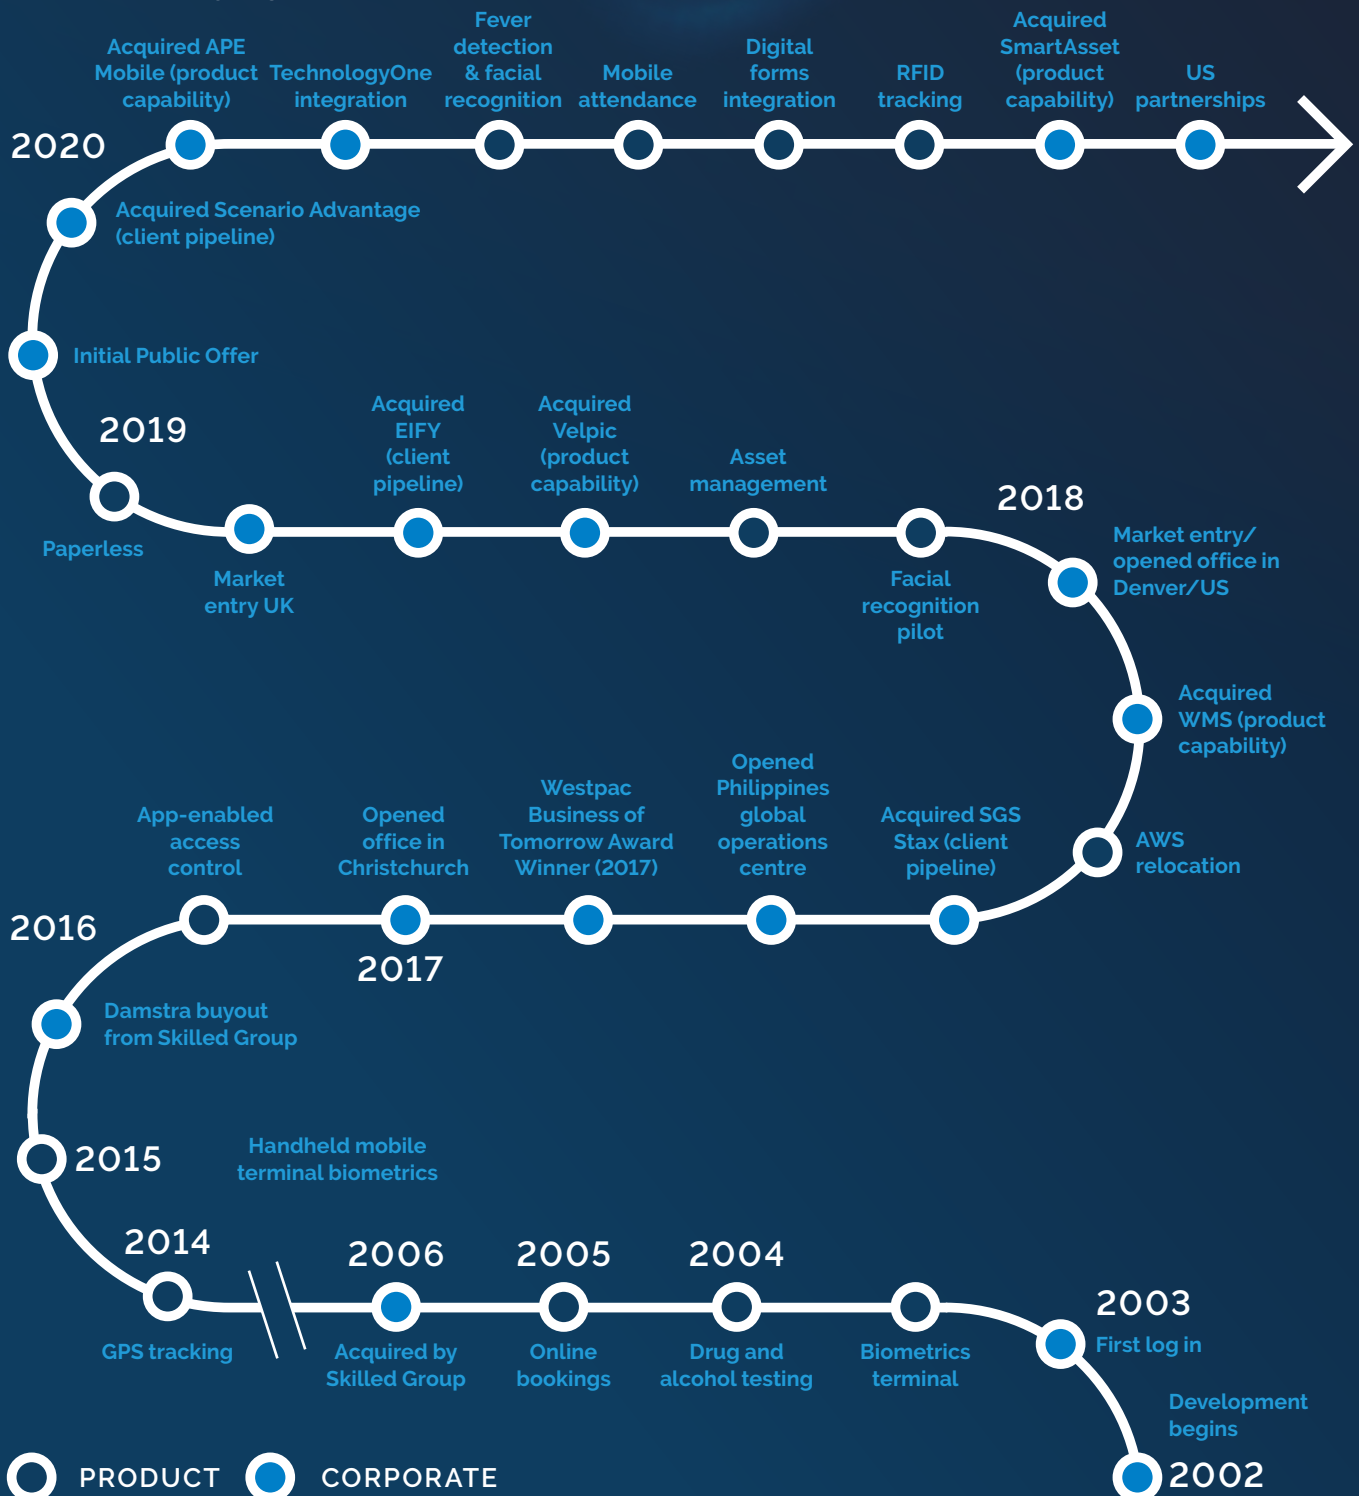 Fever
detection
& facial
recognition
Acquired APE
Mobile (product
capability)
TechnologyOne
integration
Mobile
attendance
Digital
forms
integration
RFID
tracking
Acquired
SmartAsset
(product
capability)
US
partnerships
2020
Acquired Scenario Advantage
(client pipeline)
Initial Public Offer
2019
Paperless
Market
entry UK
Acquired
EIFY
(client
pipeline)
Acquired
Velpic
(product
capability)
Asset
management
Facial
recognition
pilot
2018
Market entry/
opened office in
Denver/US
Acquired
WMS (product
capability)
AWS
relocation
App-enabled
access
control
Opened
office in
Christchurch
Westpac
Business of
Tomorrow Award
Winner (2017)
Opened
Philippines
global
operations
centre
Acquired SGS
Stax (client
pipeline)
2016
2017
Damstra buyout
from Skilled Group
2015
Handheld mobile
terminal biometrics
2014
GPS tracking
2006
Acquired by
Skilled Group
2005
Online
bookings
2004
Drug and
alcohol testing
Biometrics
terminal
2003
First log in
Development
begins
2002
PRODUCT
CORPORATE